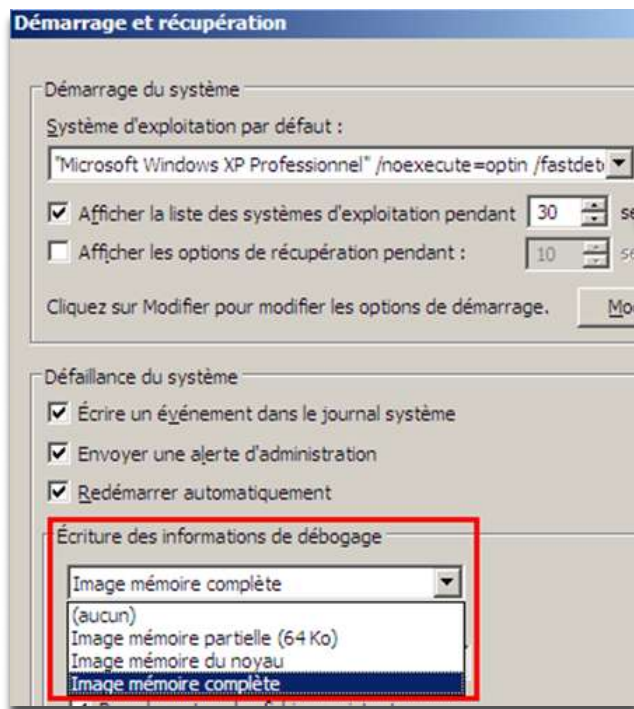 Démarrage et récupération
Démarrage du système
Système d'exploitation par défaut :
"Microsoft Windows XP Professionnel" /noexecute=optin /fastdete
Afficher la liste des systèmes d'exploitation pendant 30
Afficher les options de récupération pendant : 10
Cliquez sur Modifier pour modifier les options de démarrage. Mod
Défaillance du système
Écrire un événement dans le journal système
Envoyer une alerte d'administration
Redémarrer automatiquement
Écriture des informations de débogage
Image mémoire complète
(aucun)
Image mémoire partielle (64 Ko)
Image mémoire du noyau
Image mémoire complète